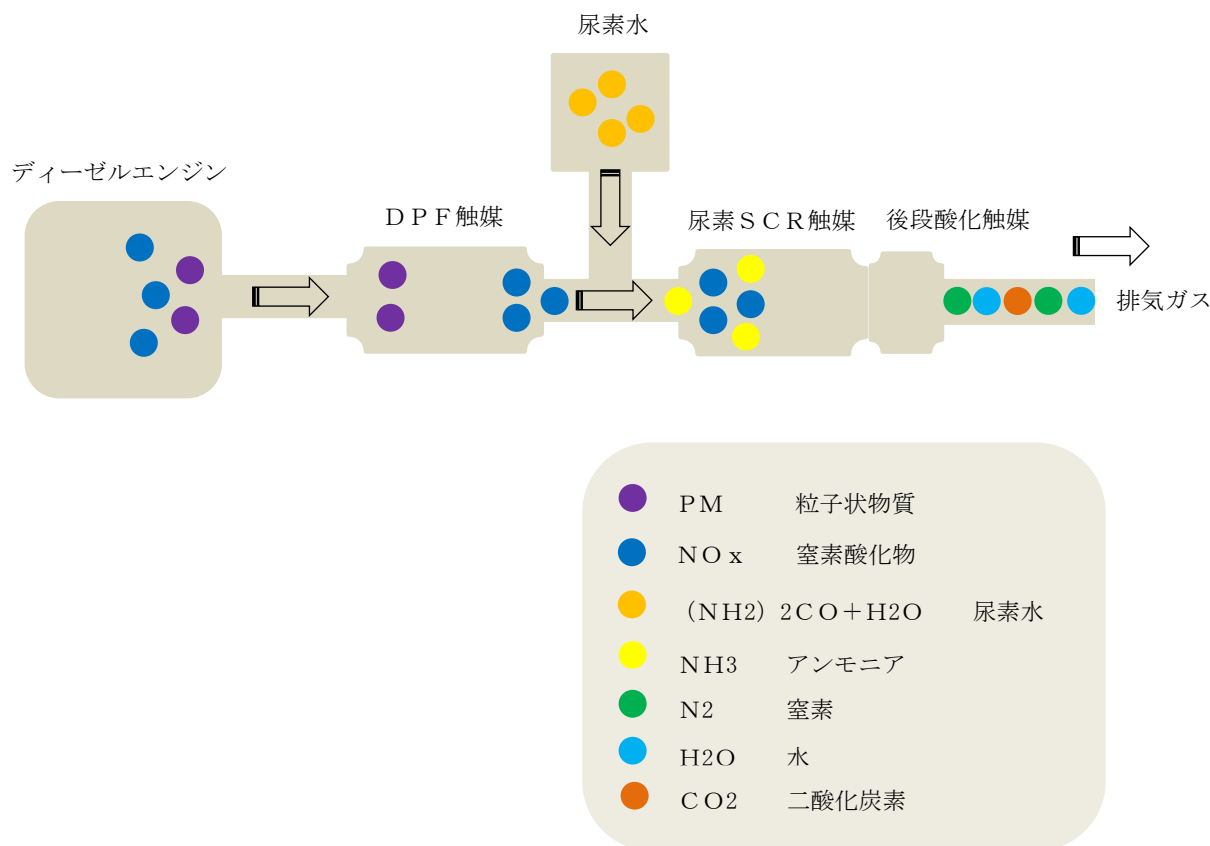 尿素水
ディーゼルエンジン
ＤＰＦ触媒
尿素ＳＣＲ触媒
後段酸化触媒
排気ガス
ＰＭ　粒子状物質
ＮＯｘ　窒素酸化物
（ＮＨ2）2ＣＯ＋Ｈ2Ｏ　尿素水
ＮＨ3　アンモニア
Ｎ2　窒素
Ｈ2Ｏ　水
ＣＯ2　二酸化炭素